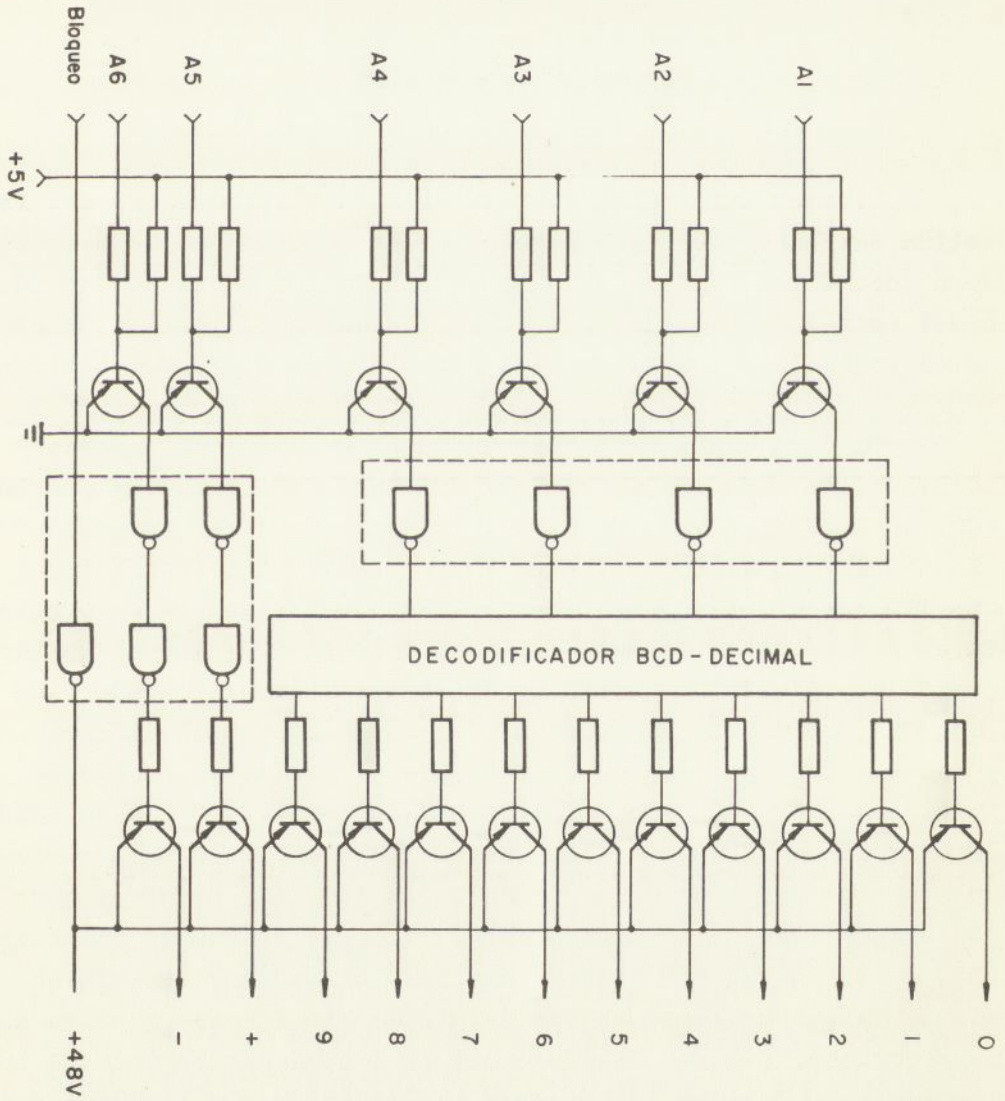 A1
A2
A3
A4
A5
A6
Bloqueo
+5V
DECODIFICADOR BCD-DECIMAL
0
1
2
3
4
5
6
7
8
9
+
-
+48V